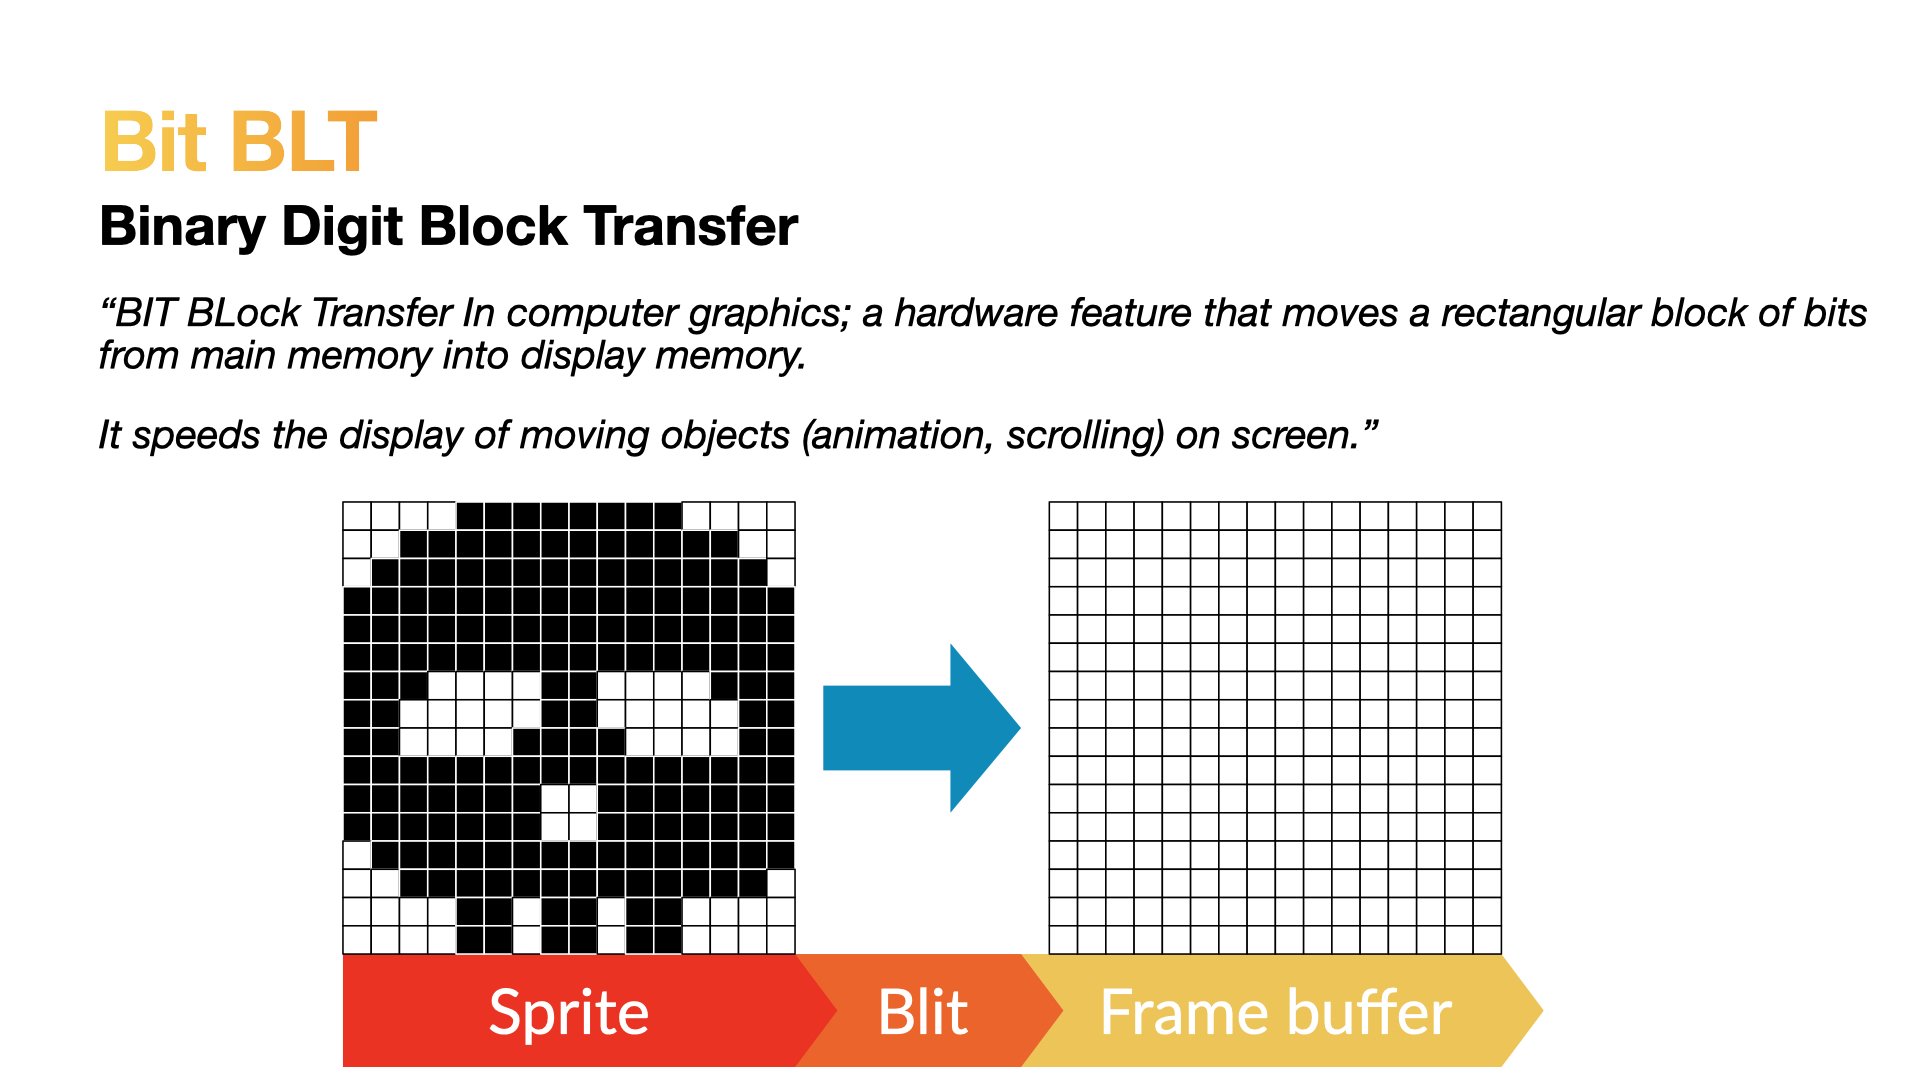 Bit BLT
Binary Digit Block Transfer
“BIT BLock Transfer In computer graphics; a hardware feature that moves a rectangular block of bits
from main memory into display memory.
It speeds the display of moving objects (animation, scrolling) on screen.”
Sprite
Blit
Frame buffer